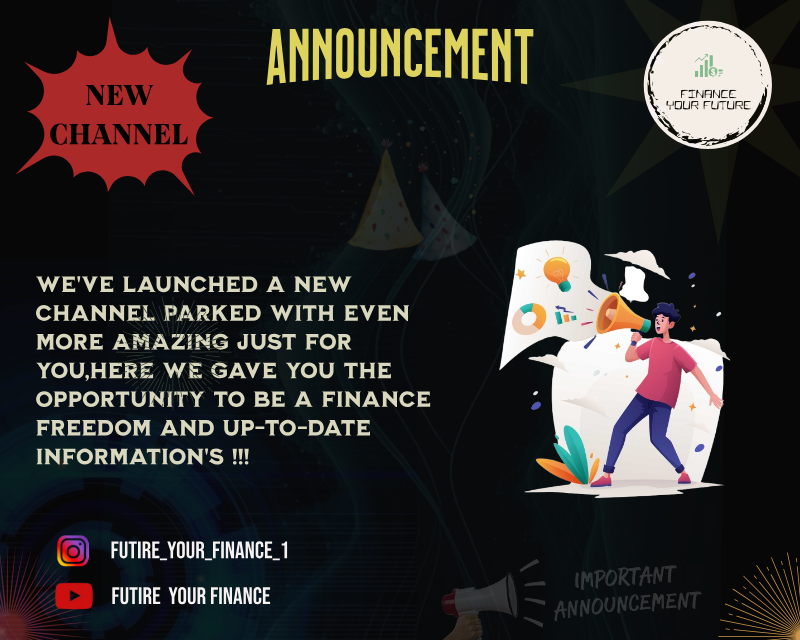 ANNOUNCEMENT
NEW
CHANNEL
FINANCE
YOUR FUTURE
WE'VE LAUNCHED A NEW
CHANNEL PARKED WITH EVEN
MORE AMAZING JUST FOR
YOU,HERE WE GAVE YOU THE
OPPORTUNITY TO BE A FINANCE
FREEDOM AND UP-TO-DATE
INFORMATION'S !!!
FUTIRE_YOUR_FINANCE_1
FUTIRE YOUR FINANCE
IMPORTANT
ANNOUNCEMENT